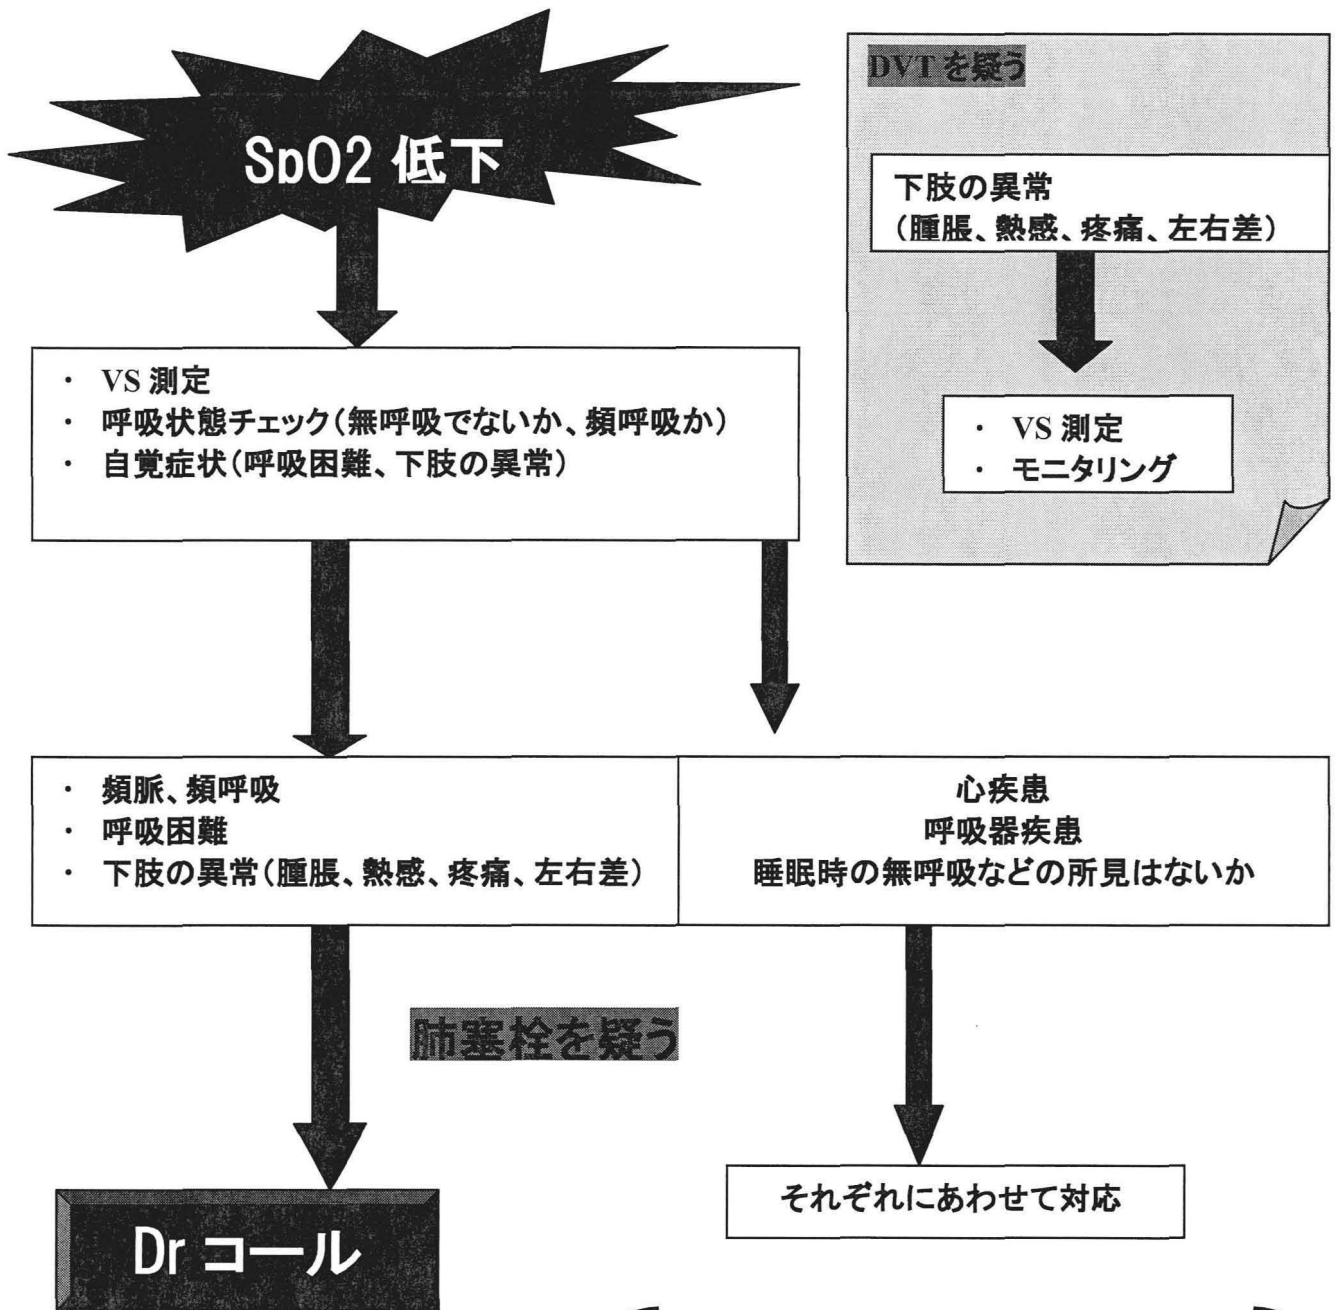 SpO2 低下
DVT を疑う
下肢の異常
（腫脹、熱感、疼痛、左右差）
・ VS 測定
・ モニタリング
・ VS 測定
・ 呼吸状態チェック（無呼吸でないか、頻呼吸か）
・ 自覚症状（呼吸困難、下肢の異常）
・ 頻脈、頻呼吸
・ 呼吸困難
・ 下肢の異常（腫脹、熱感、疼痛、左右差）
心疾患
呼吸器疾患
睡眠時の無呼吸などの所見はないか
肺塞栓を疑う
それぞれにあわせて対応
Dr コール